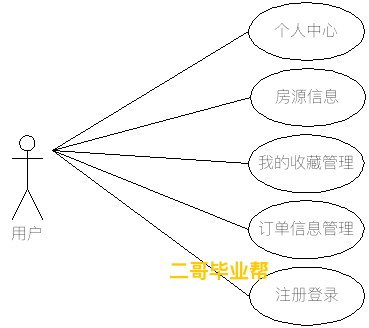 个人中心
房源信息
我的收藏管理
用户
订单信息管理
二哥毕业帮
注册登录